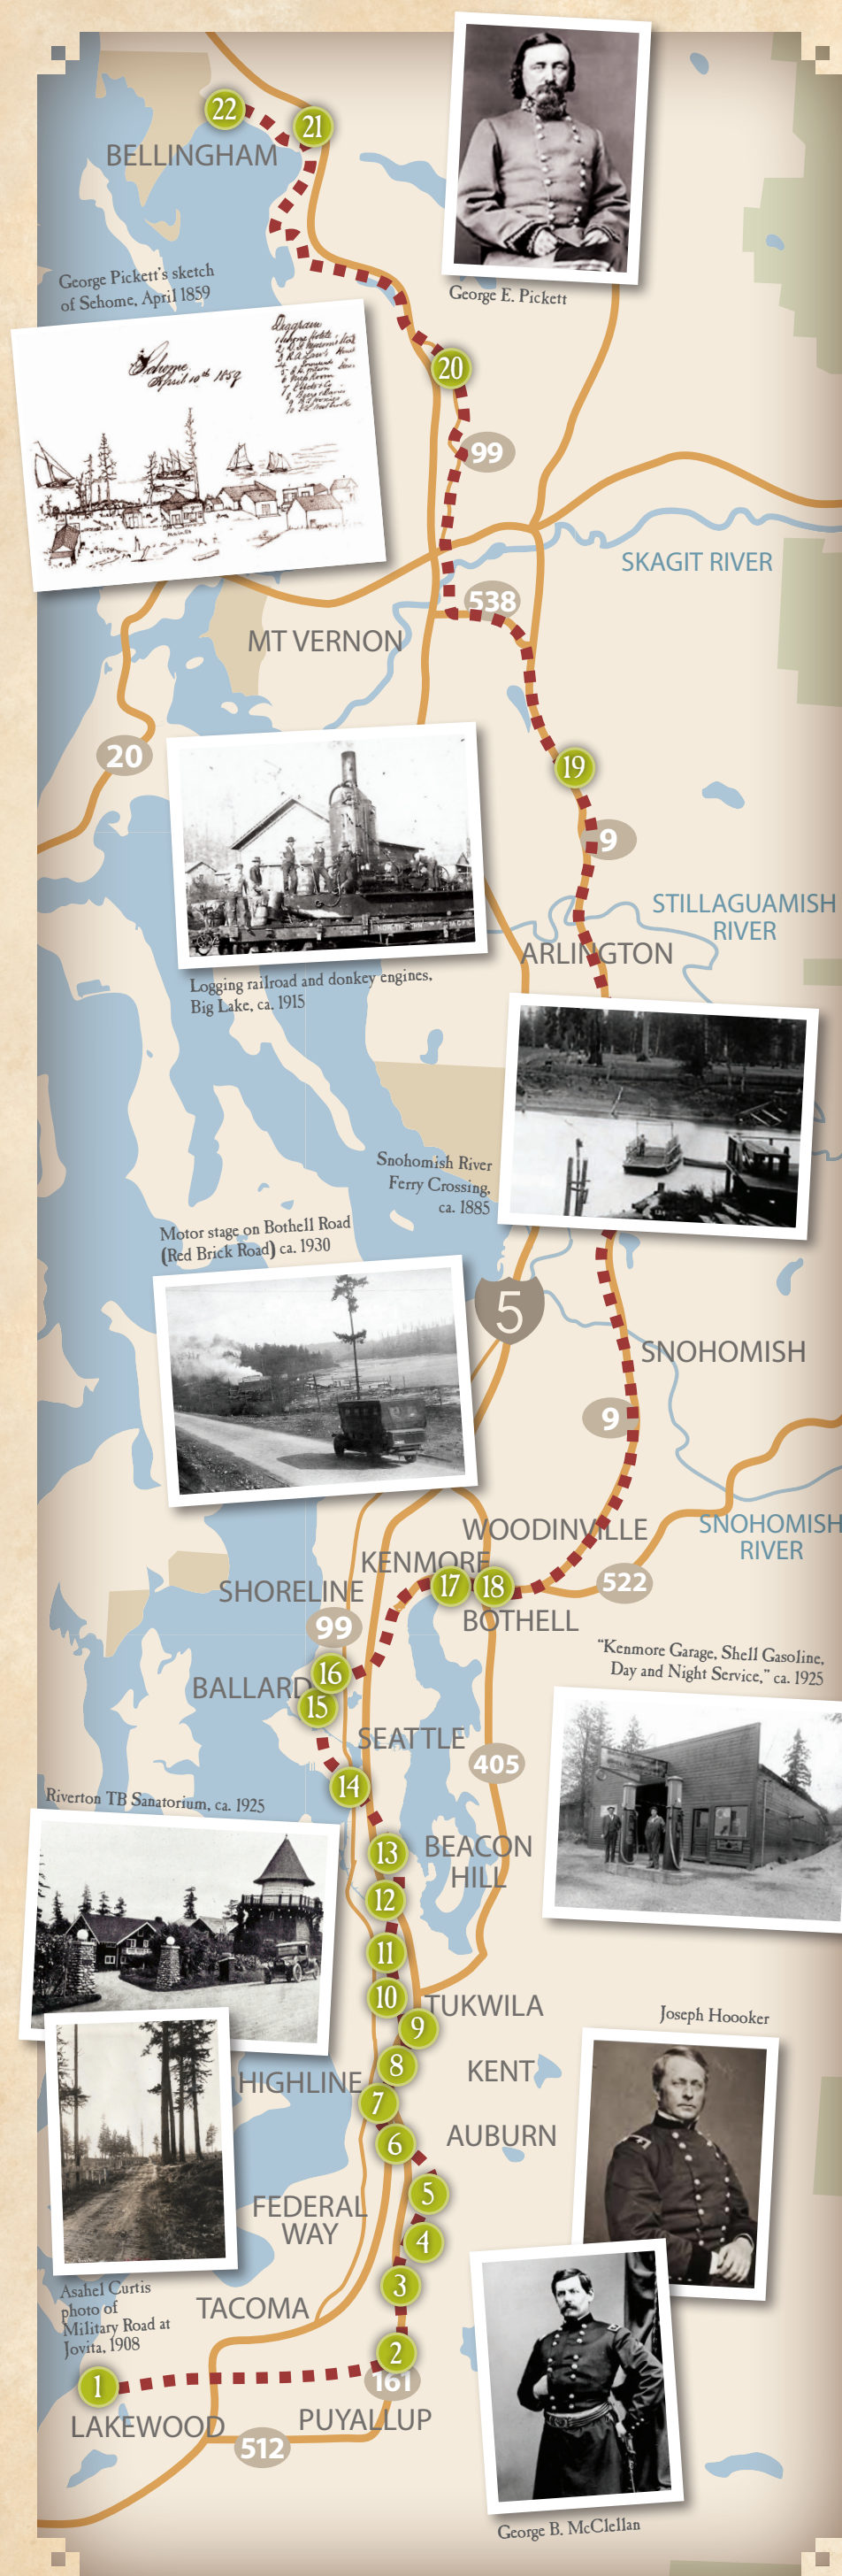 22
21
BELLINGHAM
George Pickett's sketch
of Sehome, April 1859
George E. Pickett
Sehome
April 10th 1859
Diagram
20
99
SKAGIT RIVER
538
MT VERNON
20
19
9
STILLAGUAMISH
RIVER
ARLINGTON
Logging railroad and donkey engines,
Big Lake, ca. 1915
Snohomish River
Ferry Crossing,
ca. 1885
Motor stage on Bothell Road
(Red Brick Road) ca. 1930
5
SNOHOMISH
9
WOODINVILLE
SNOHOMISH
RIVER
KENMORE
17
18
522
SHORELINE
BOTHELL
99
"Kenmore Garage, Shell Gasoline,
Day and Night Service," ca. 1925
16
BALLARD
15
SEATTLE
405
14
Riverton TB Sanatorium, ca. 1925
13
BEACON
HILL
12
11
10
TUKWILA
9
Joseph Hoooker
8
KENT
HIGHLINE
7
6
AUBURN
5
FEDERAL
WAY
4
3
Asahel Curtis
photo of
Military Road at
Jovita, 1908
TACOMA
2
161
1
LAKEWOOD
PUYALLUP
512
George B. McClellan